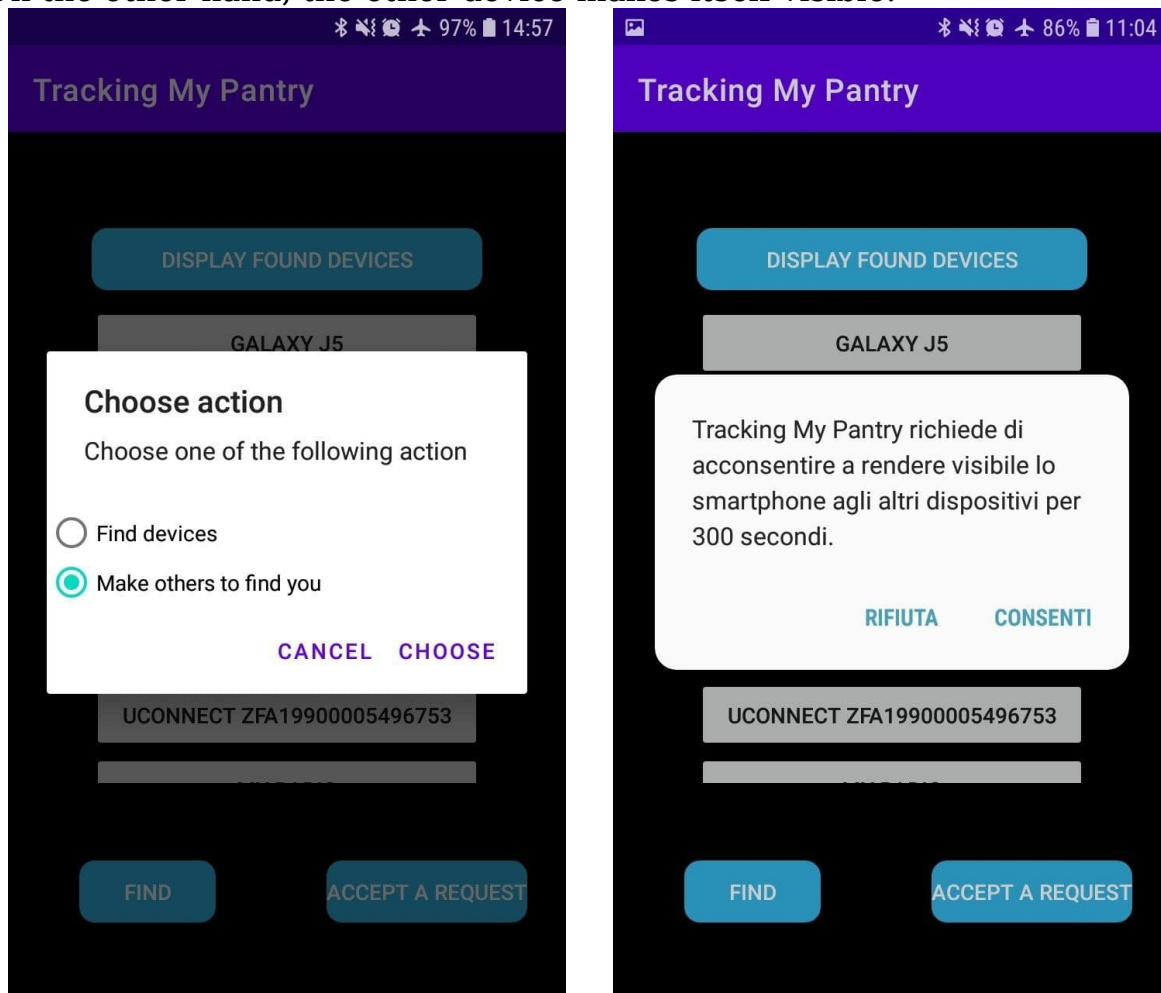 the other hand, the other device makes itself visible.
97% 14:57
Tracking My Pantry
DISPLAY FOUND DEVICES
GALAXY J5
Choose action
Choose one of the following action
Find devices
Make others to find you
CANCEL CHOOSE
UCONNECT ZFA19900005496753
FIND
ACCEPT A REQUEST
86% 11:04
Tracking My Pantry
DISPLAY FOUND DEVICES
GALAXY J5
Tracking My Pantry richiede di
acconsentire a rendere visibile lo
smartphone agli altri dispositivi per
300 secondi.
RIFIUTA CONSENTI
UCONNECT ZFA19900005496753
FIND
ACCEPT A REQUEST